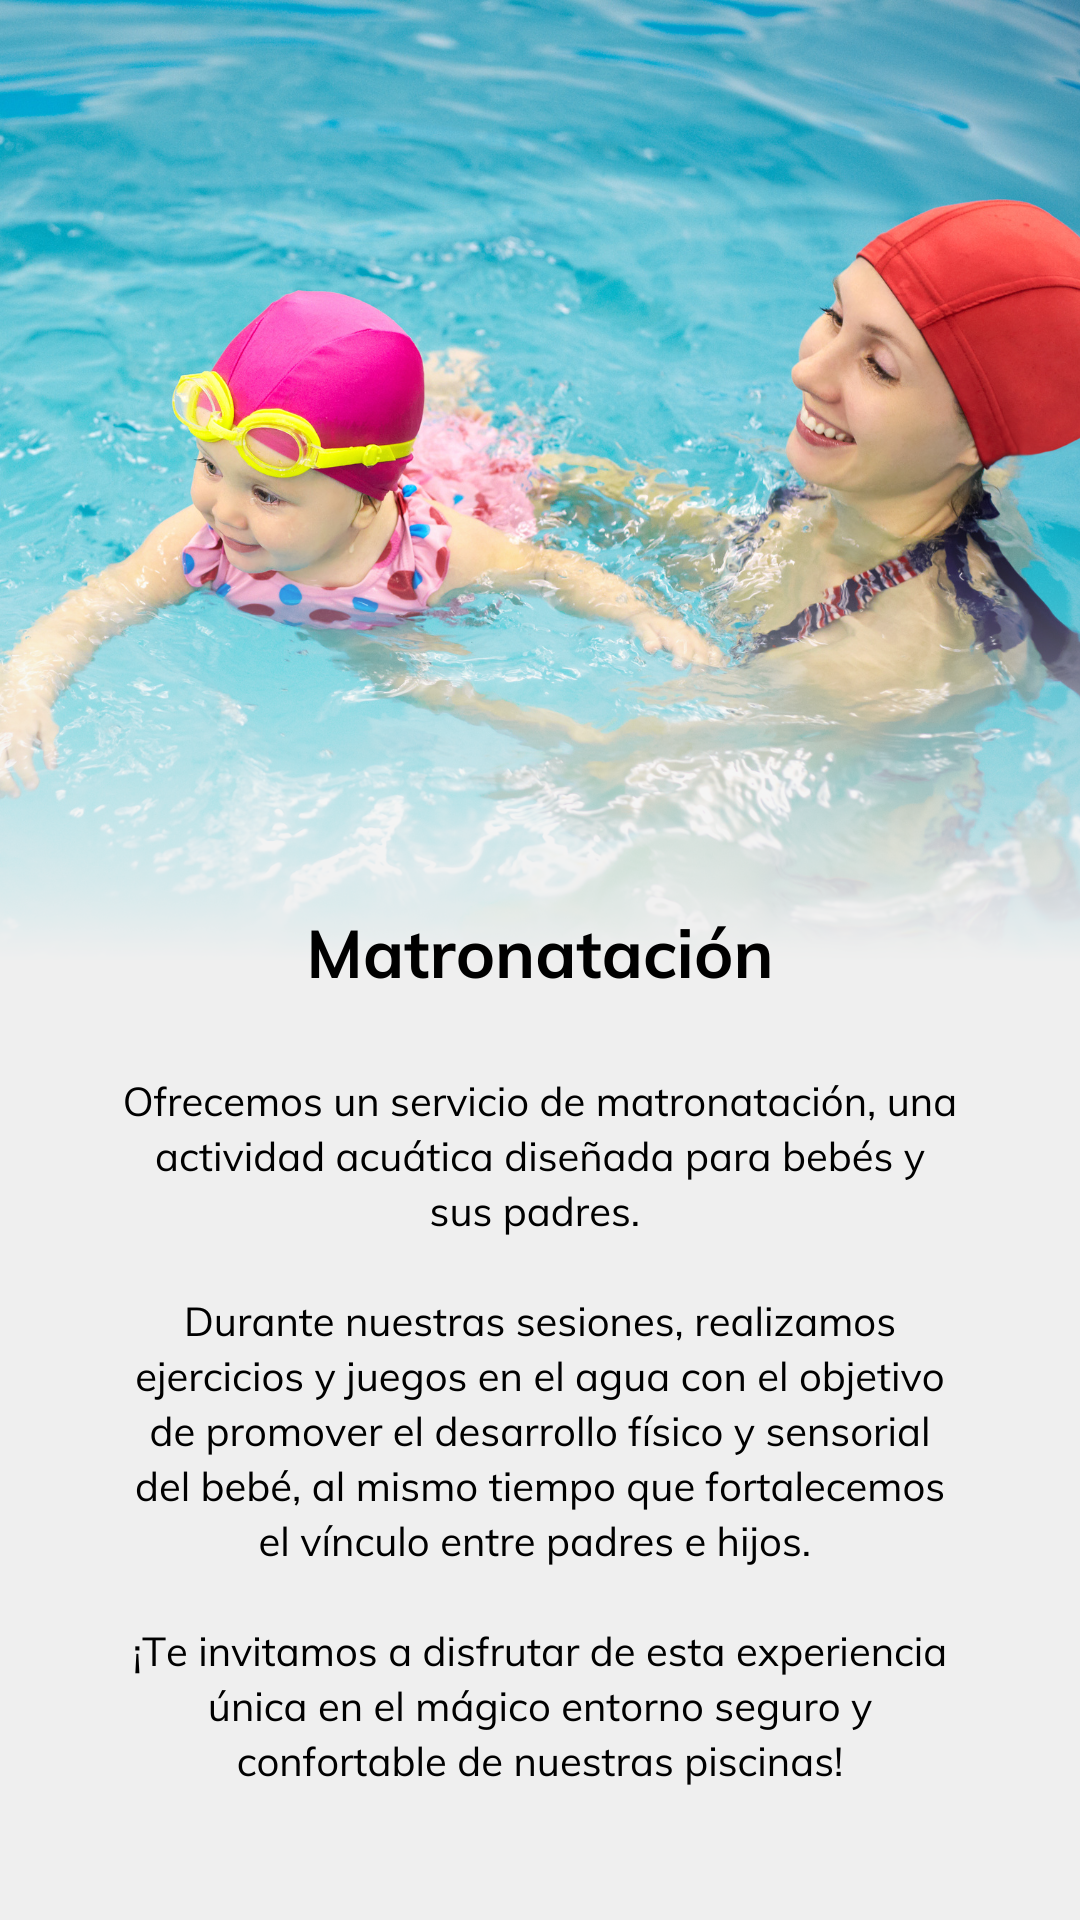 Matronatación
Ofrecemos un servicio de matronatación, una
actividad acuática diseñada para bebés y
sus padres.
Durante nuestras sesiones, realizamos
ejercicios y juegos en el agua con el objetivo
de promover el desarrollo físico y sensorial
del bebé, al mismo tiempo que fortalecemos
el vínculo entre padres e hijos.
¡Te invitamos a disfrutar de esta experiencia
única en el mágico entorno seguro y
confortable de nuestras piscinas!